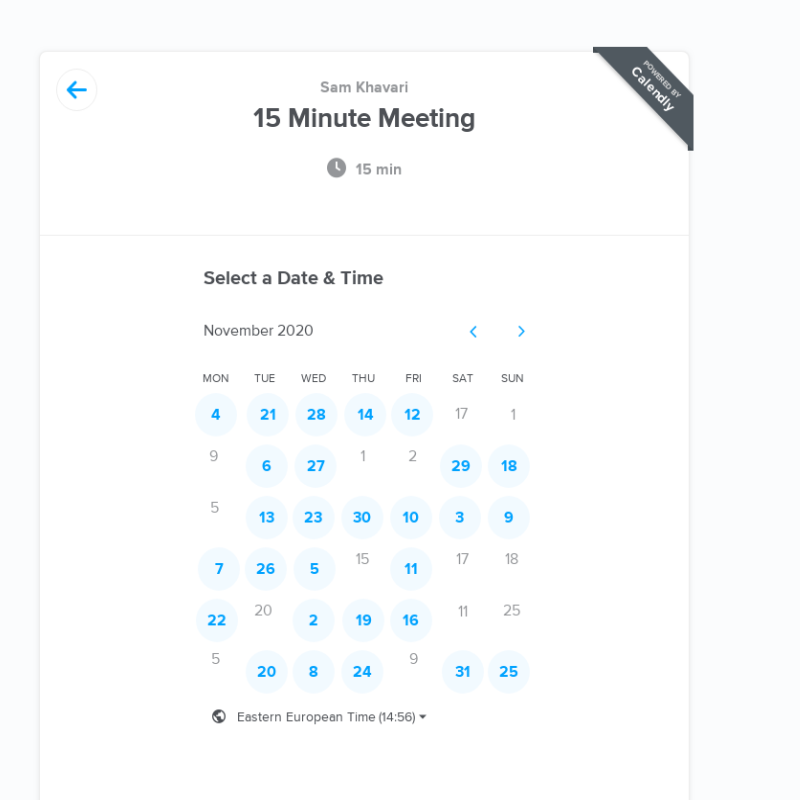 POWERED BY
Calendly
Sam Khavari
15 Minute Meeting
15 min
Select a Date & Time
November 2020
MON TUE WED THU FRI SAT SUN
4 21 28 14 12 17 1
9 6 27 1 2 29 18
5 13 23 30 10 3 9
7 26 5 15 11 17 18
22 20 2 19 16 11 25
5 20 8 24 9 31 25
Eastern European Time (14:56)